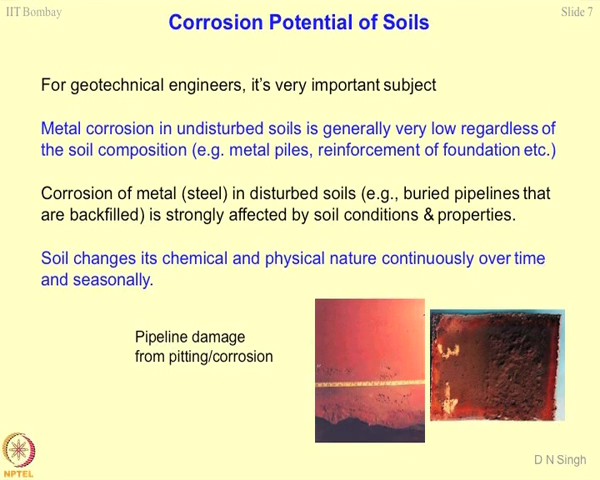 IIT Bombay
Slide 7
Corrosion Potential of Soils
For geotechnical engineers, it's very important subject
Metal corrosion in undisturbed soils is generally very low regardless of
the soil composition (e.g. metal piles, reinforcement of foundation etc.)
Corrosion of metal (steel) in disturbed soils (e.g., buried pipelines that
are backfilled) is strongly affected by soil conditions & properties.
Soil changes its chemical and physical nature continuously over time
and seasonally.
Pipeline damage
from pitting/corrosion
NPTEL
D N Singh